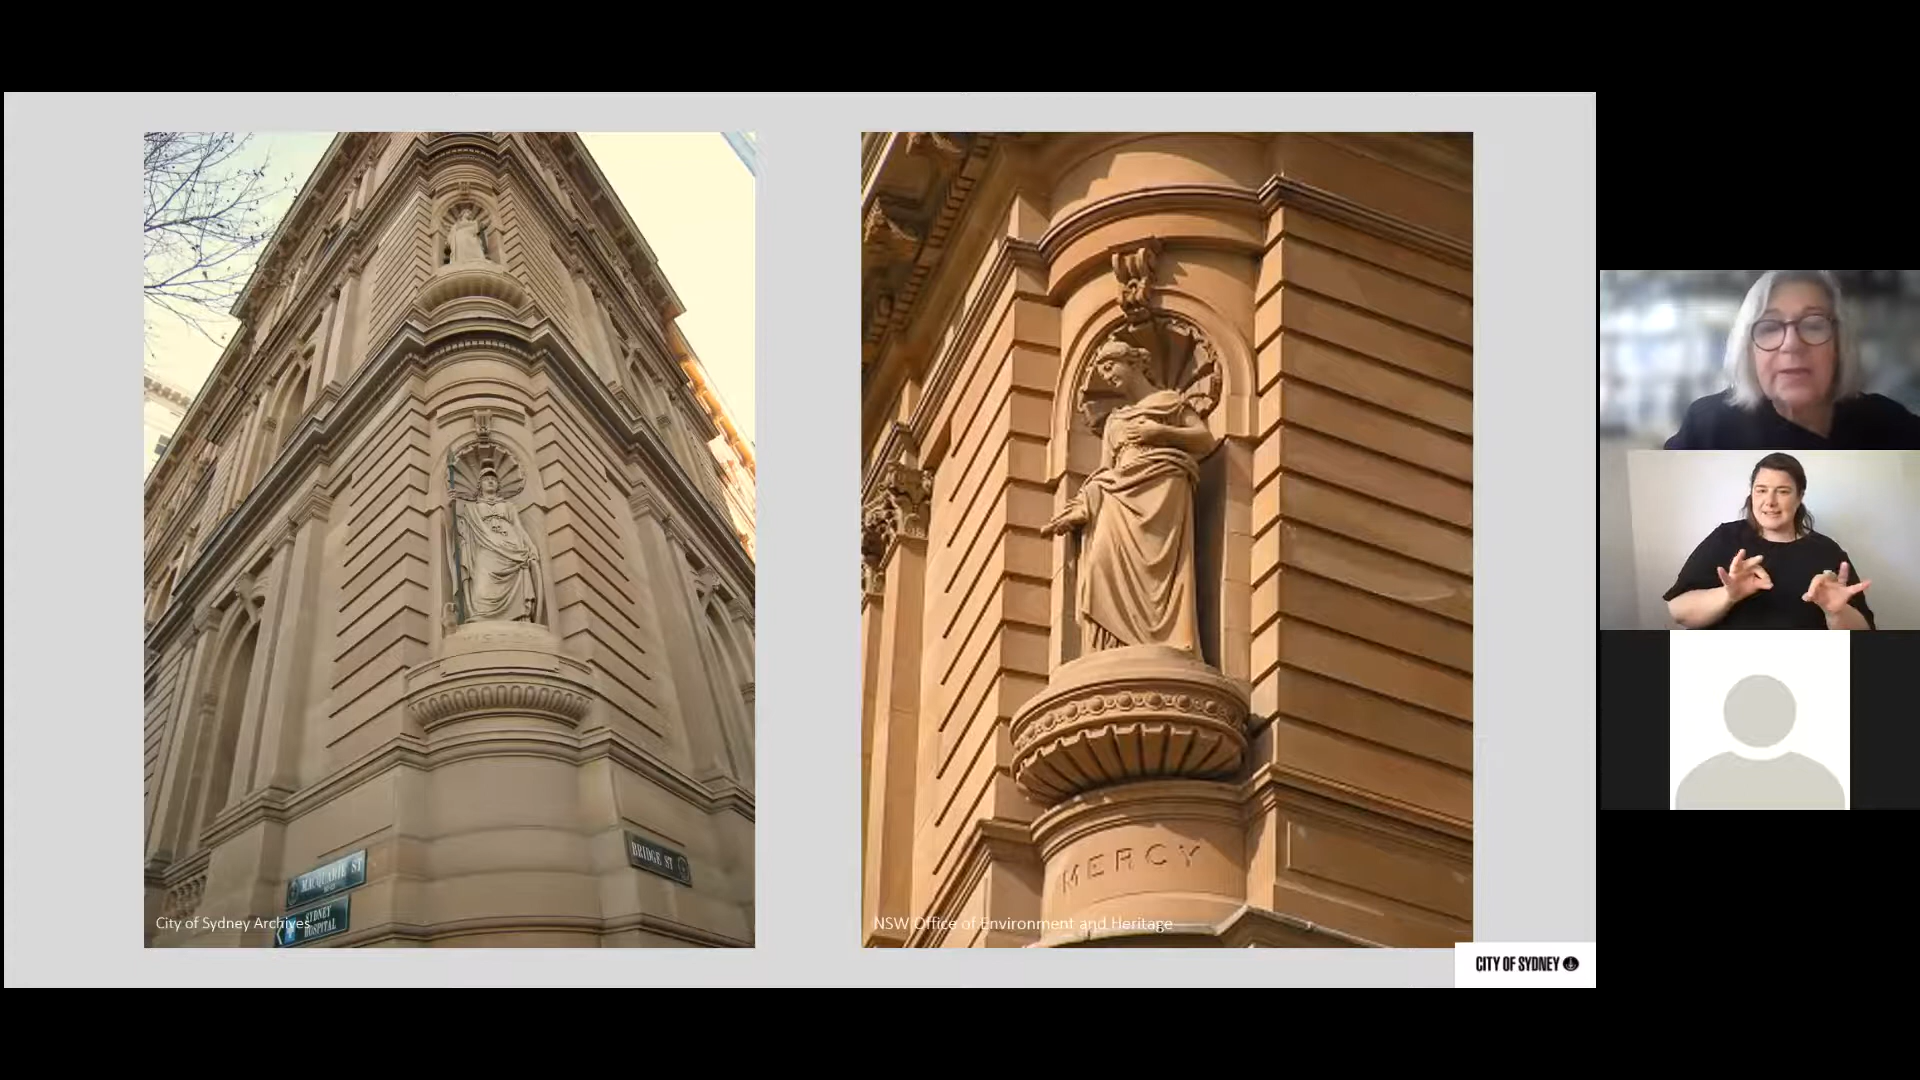 MACQUARIE ST
BRIDGE ST
SYDNEY
HOSPITAL
City of Sydney Archives
MERCY
NSW Office of Environment and Heritage
CITY OF SYDNEY